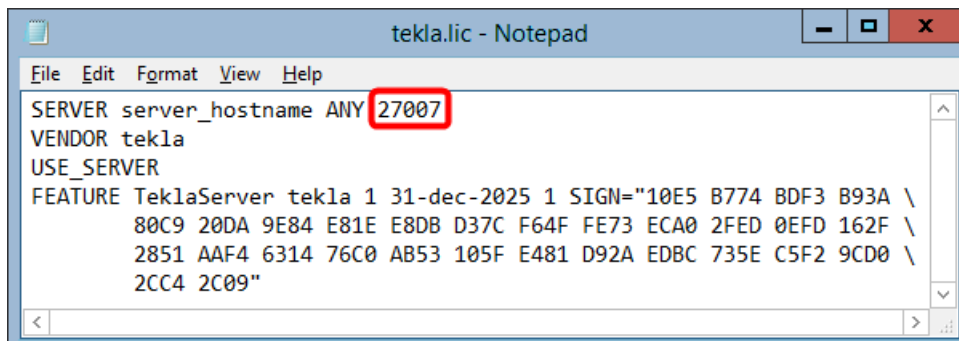 tekla.lic - Notepad
File Edit Format View Help
SERVER server_hostname ANY 27007
VENDOR tekla
USE_SERVER
FEATURE TeklaServer tekla 1 31-dec-2025 1 SIGN="10E5 B774 BDF3 B93A \
80C9 20DA 9E84 E81E E8DB D37C F64F FE73 ECA0 2FED 0EFD 162F \
2851 AAF4 6314 76C0 AB53 105F E481 D92A EDBC 735E C5F2 9CD0 \
2CC4 2C09"